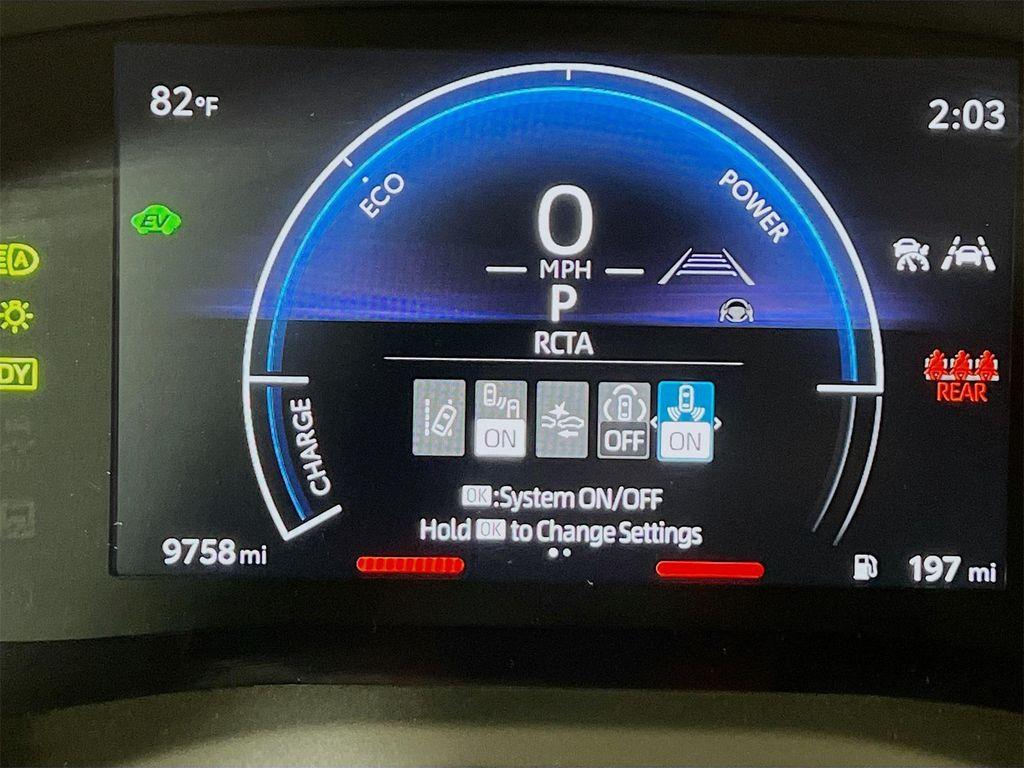 82°F
2:03
ECO
POWER
EV
0
MPH
P
RCTA
A
DY
REAR
CHARGE
A
ON
OFF
ON
OK:System ON/OFF
Hold OK to Change Settings
9758 mi
197 mi